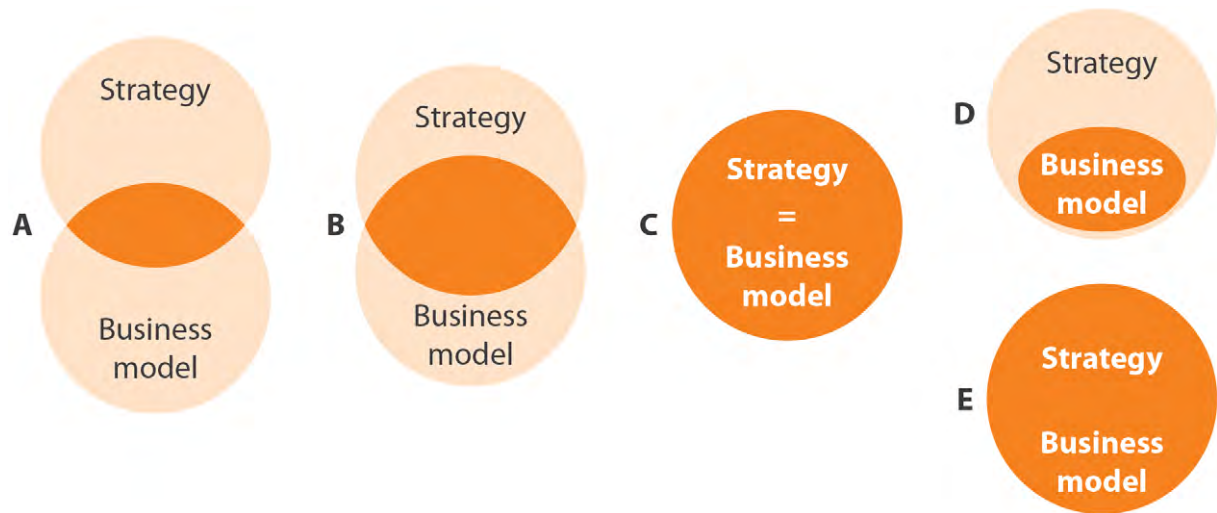 A
Strategy
Business
model
B
Strategy
Business
model
C
Strategy
=
Business
model
D
Strategy
Business
model
E
Strategy
Business
model